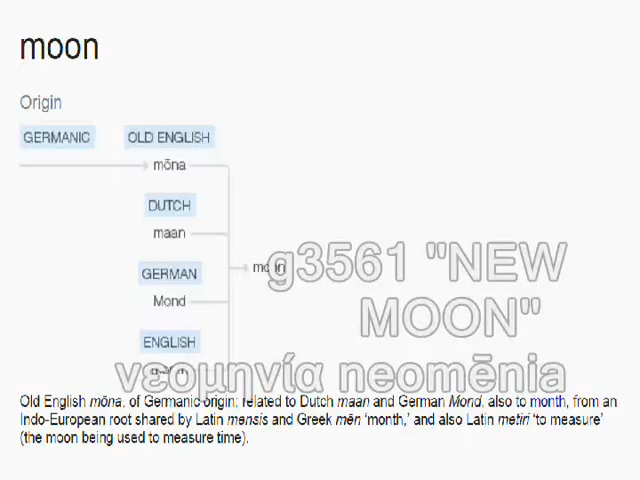 moon
Origin
GERMANIC OLD ENGLISH
mōna
DUTCH
maan
g3561 "NEW
moon
GERMAN
MOON"
Mond
ENGLISH
νεομηνία neomēnia
Old English mōna, of Germanic origin; related to Dutch maan and German Mond, also to month, from an
Indo-European root shared by Latin mensis and Greek mēn ‘month,’ and also Latin metiri ‘to measure’
(the moon being used to measure time).